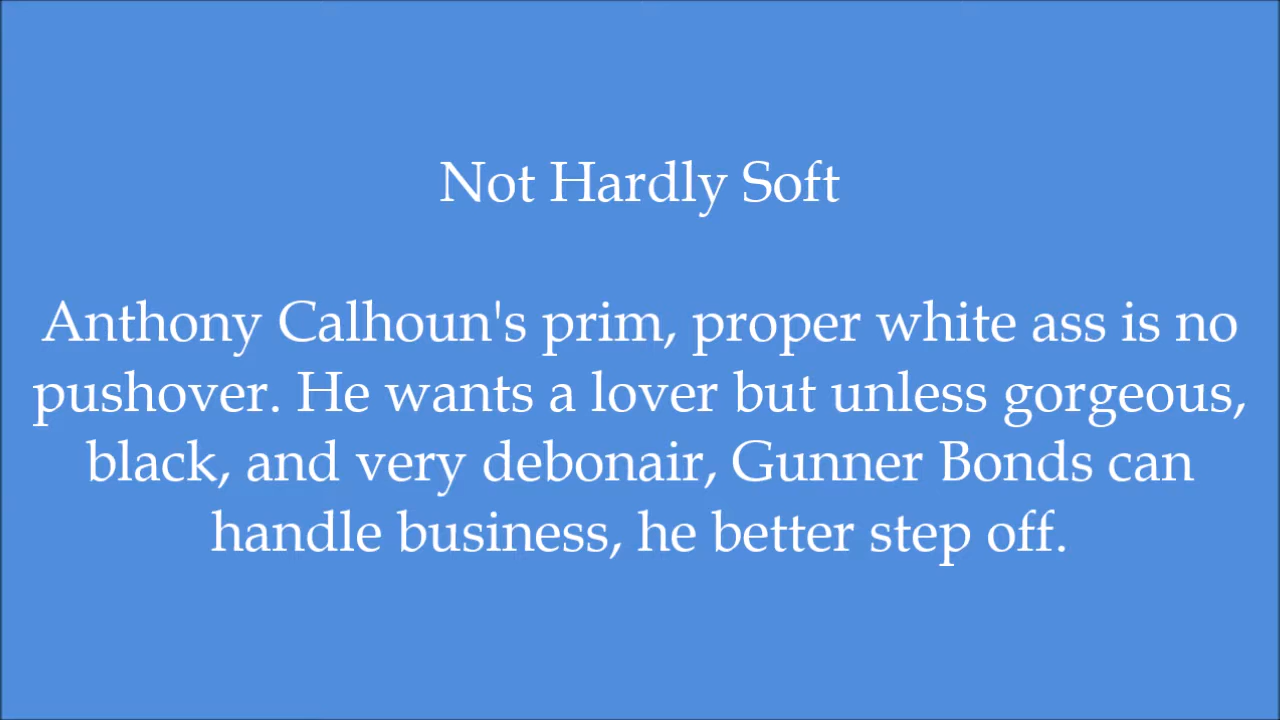 Not Hardly Soft
Anthony Calhoun's prim, proper white ass is no
pushover. He wants a lover but unless gorgeous,
black, and very debonair, Gunner Bonds can
handle business, he better step off.